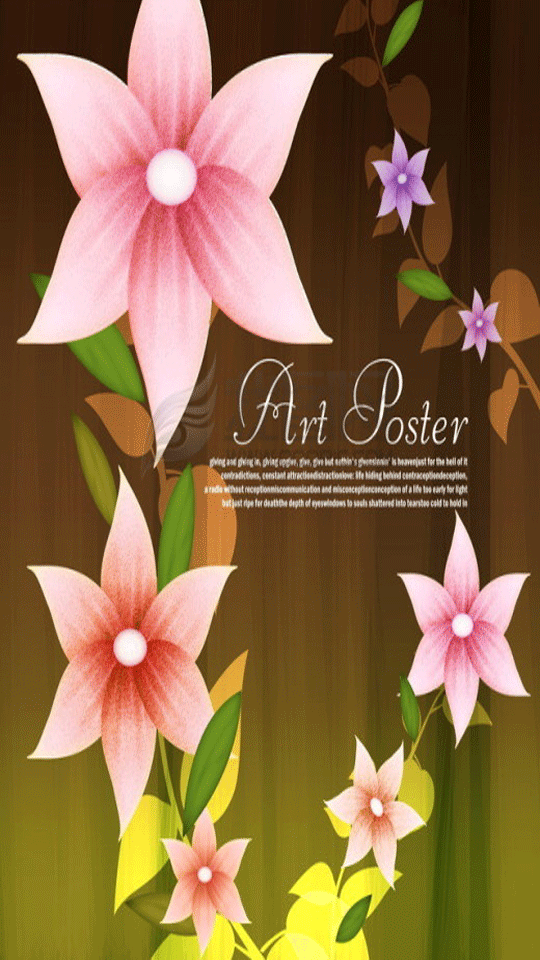 Art Poster
giving and giving in, giving upgive, give, give but nothin's givensinnin' is heavenjust for the hell of it
contradictions, constant attractiondistractionlove: life hiding behind contraceptiondeception,
a radio without receptionmiscommunication and misconceptionconception of a life too early for light
but just ripe for deaththe depth of eyeswindows to souls shattered into tearstoo cold to hold in